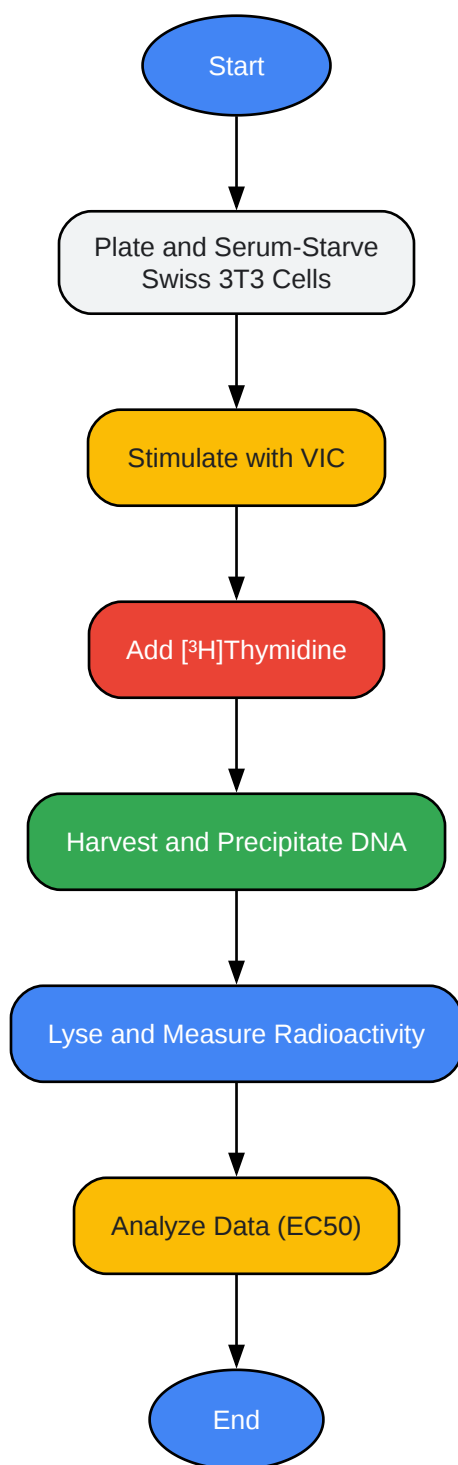 Start
Plate and Serum-Starve
Swiss 3T3 Cells
Stimulate with VIC
Add [³H]Thymidine
Harvest and Precipitate DNA
Lyse and Measure Radioactivity
Analyze Data (EC50)
End